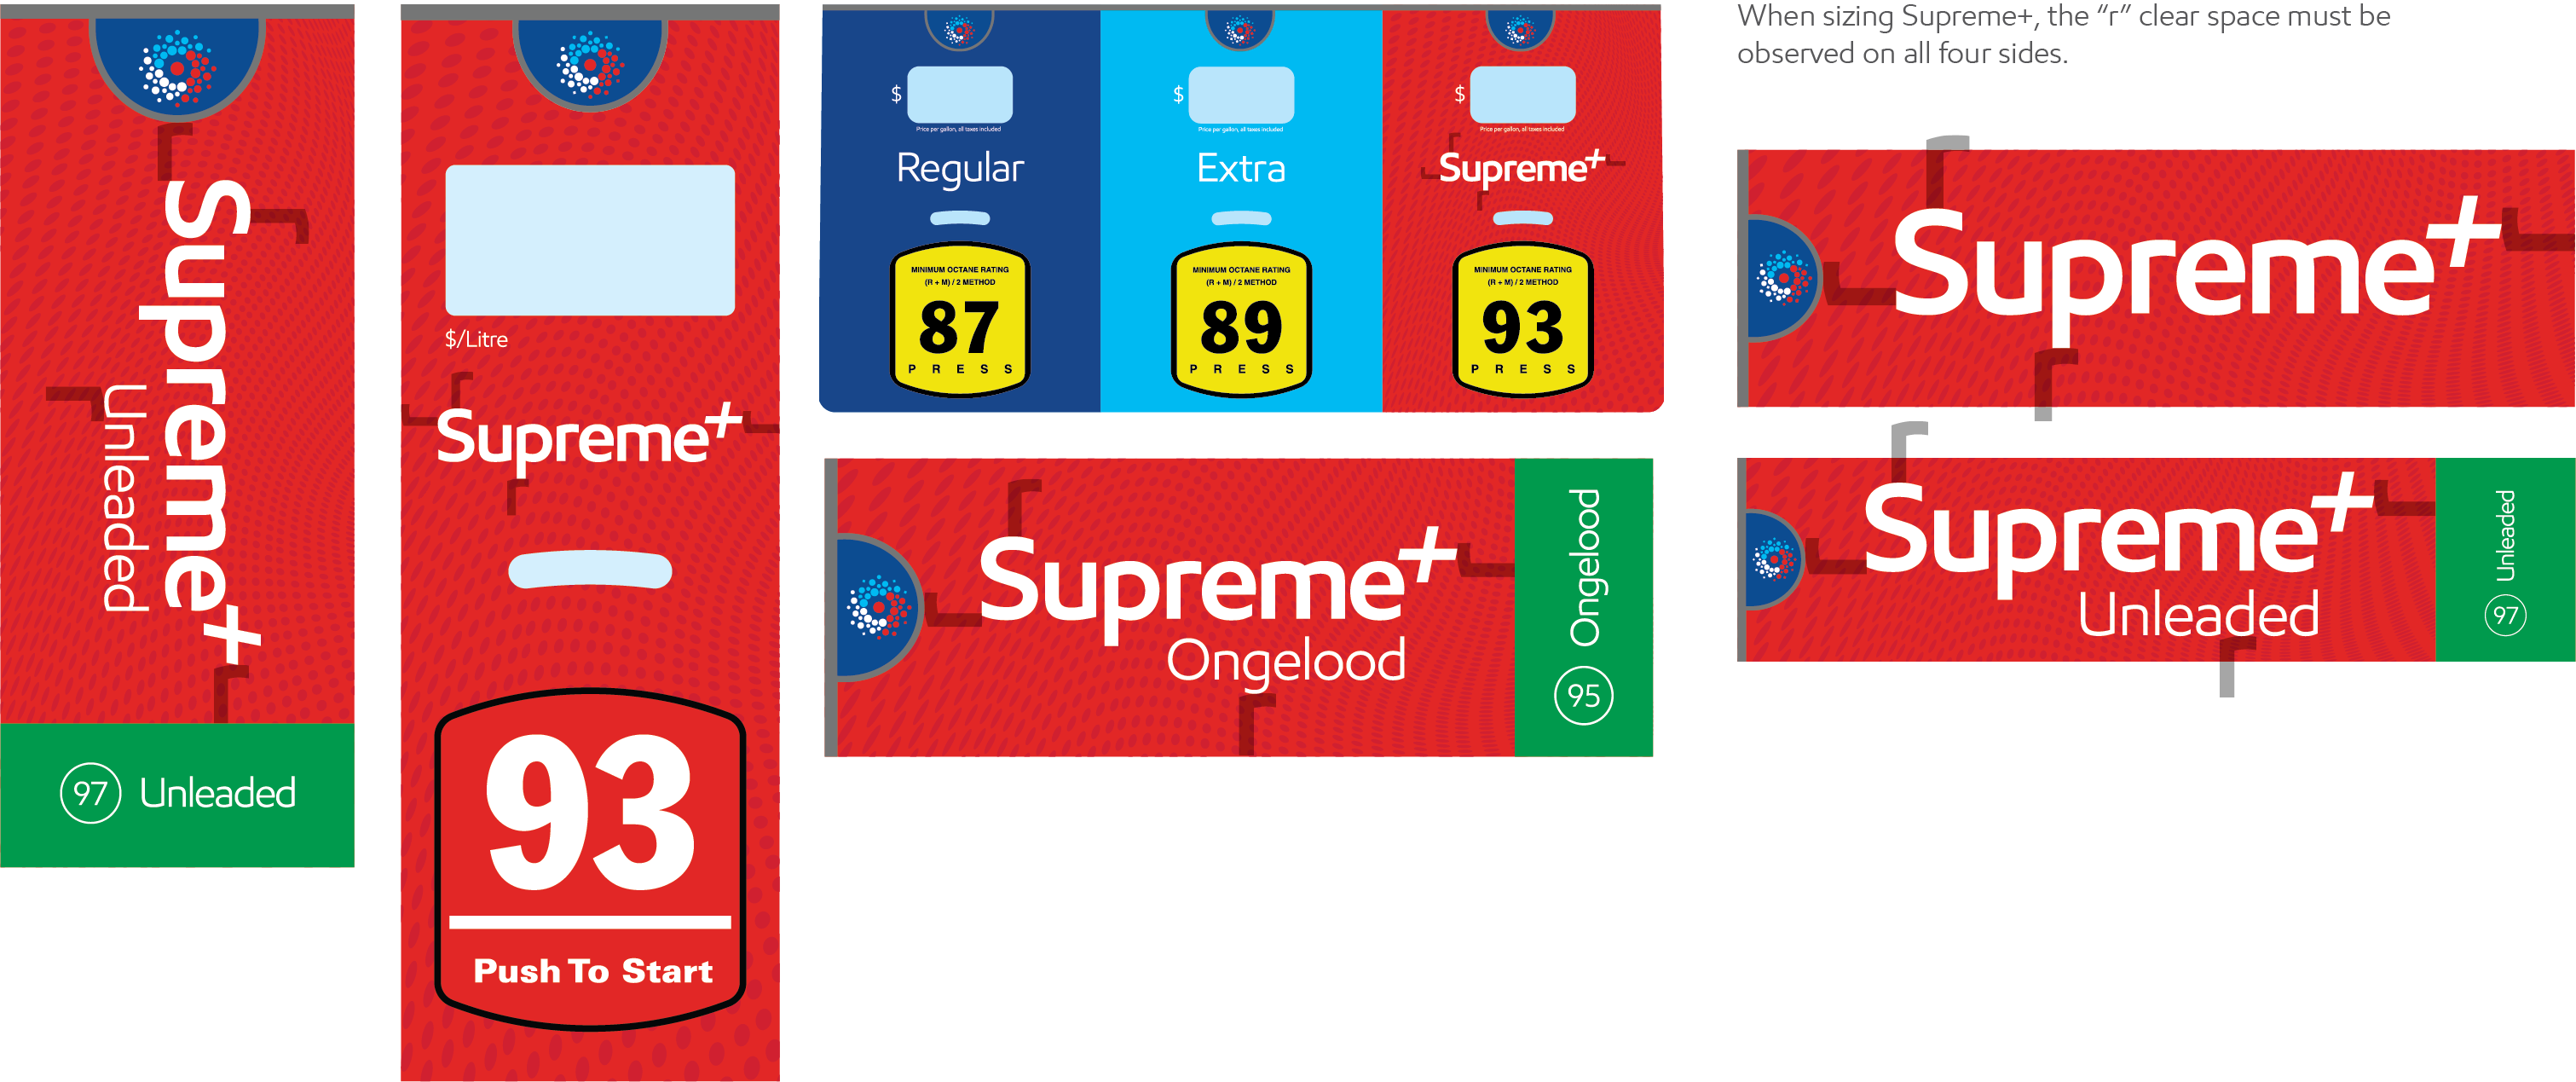 Supreme+
Unleaded
97 Unleaded
$/Litre
Supreme+
93
Push To Start
$
Price per gallon, all taxes included
Regular
MINIMUM OCTANE RATING
(R + M) / 2 METHOD
87
P R E S S
$
Price per gallon, all taxes included
Extra
MINIMUM OCTANE RATING
(R + M) / 2 METHOD
89
P R E S S
$
Price per gallon, all taxes included
Supreme+
MINIMUM OCTANE RATING
(R + M) / 2 METHOD
93
P R E S S
Supreme+
Ongelood
95 Ongelood
When sizing Supreme+, the “r” clear space must be
observed on all four sides.
Supreme+
Supreme+
Unleaded
97 Unleaded